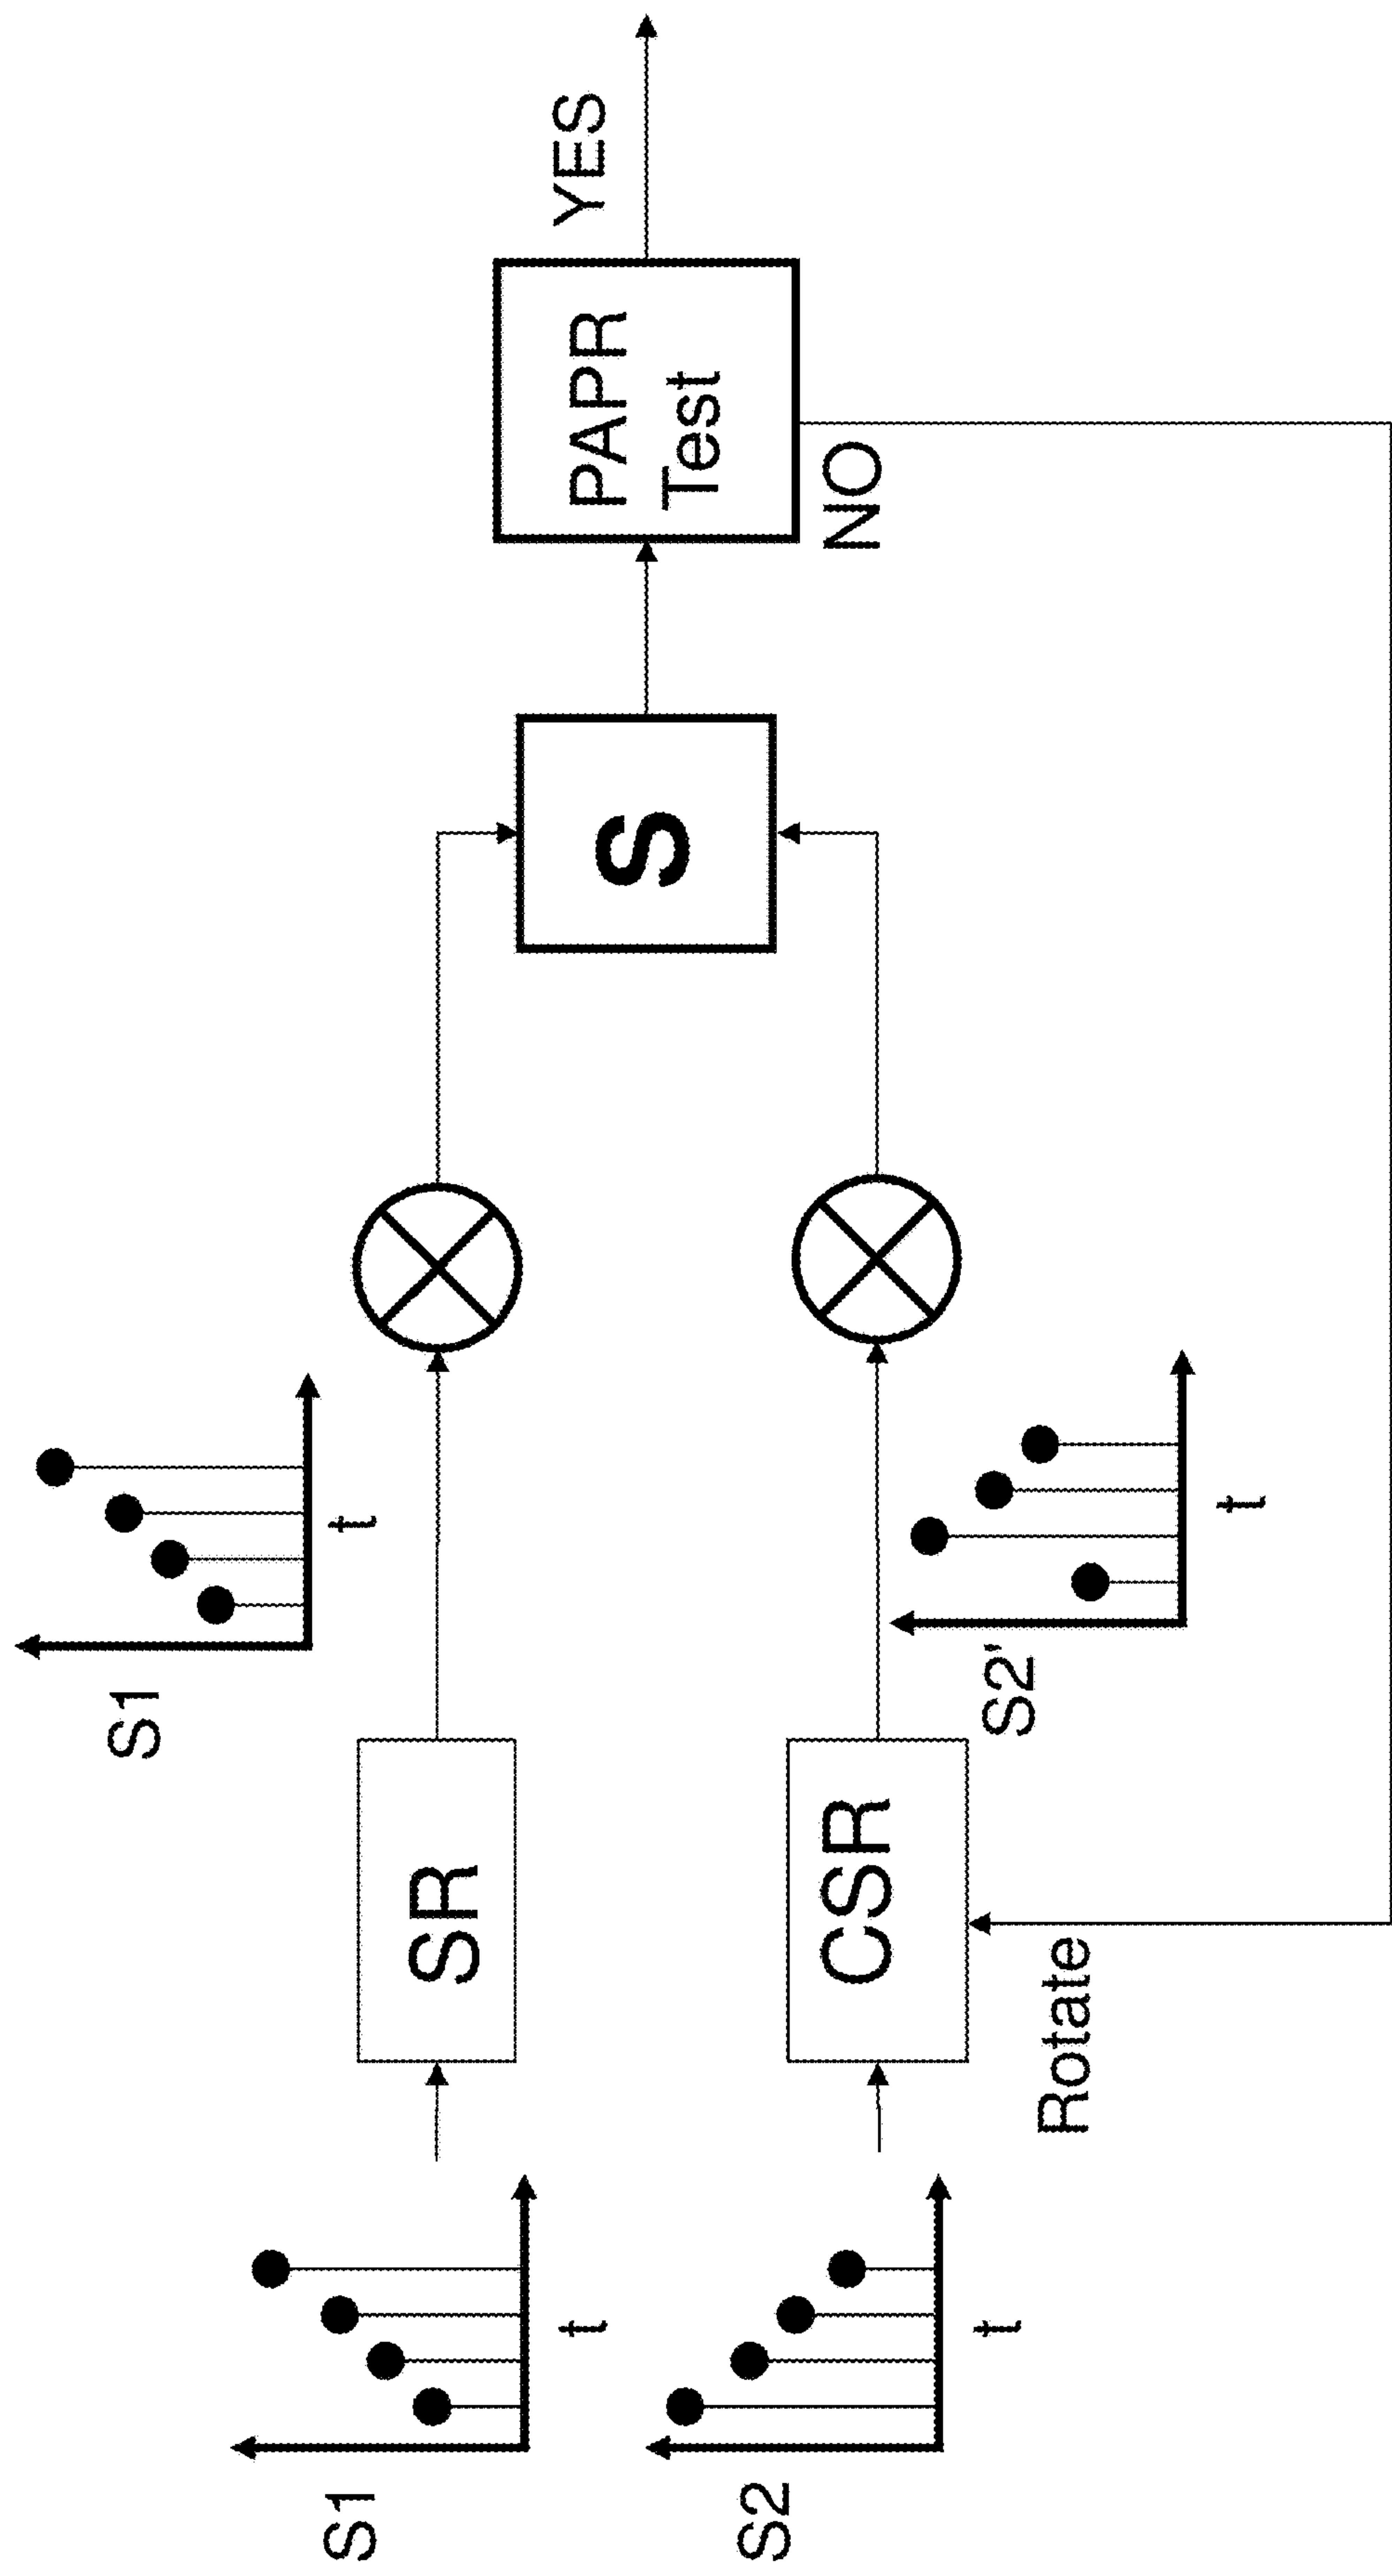 S1
t
SR
S1
t
S2
t
CSR
Rotate
S2'
t
S
PAPR
Test
YES
NO